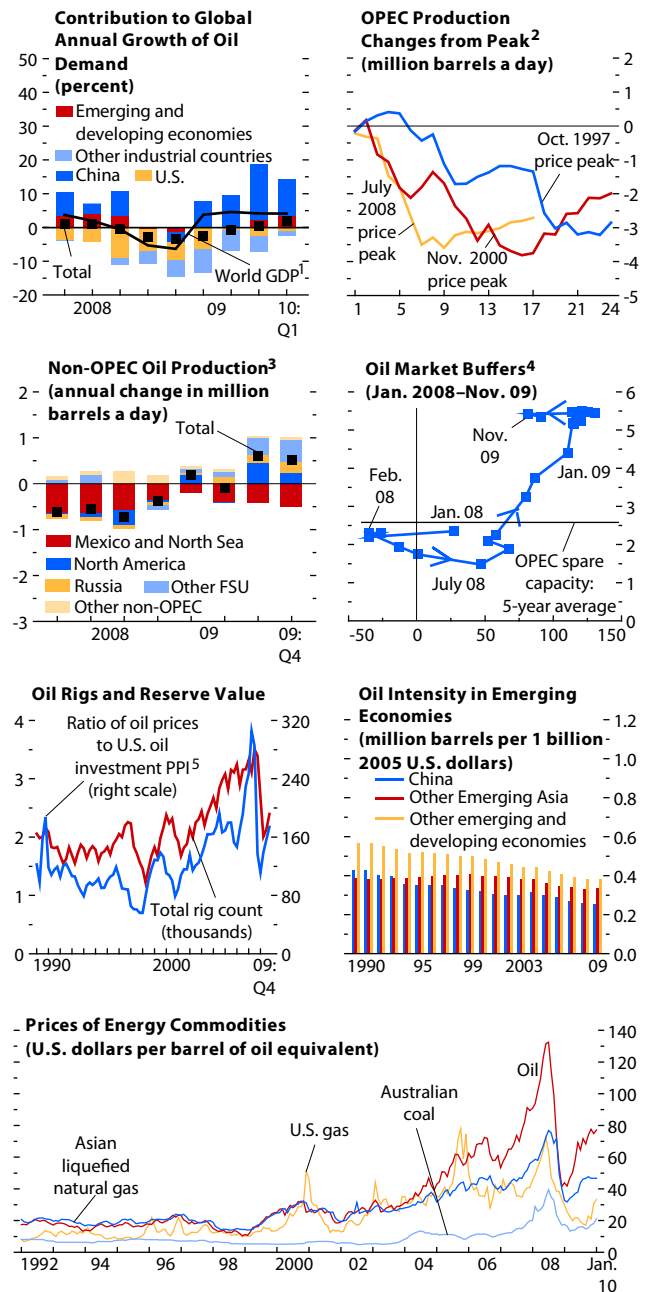 Contribution to Global
Annual Growth of Oil
Demand
(percent)
50
40
30
20
10
0
-10
-20
Emerging and
developing economies
Other industrial countries
China
U.S.
Total
World GDP1
2008
09
10:
Q1
OPEC Production
Changes from Peak2
(million barrels a day)
2
1
0
-1
-2
-3
-4
-5
Oct. 1997
price peak
July
2008
price
peak
Nov. 2000
price peak
1
5
9
13
17
21
24
Non-OPEC Oil Production3
(annual change in million
barrels a day)
2
1
0
-1
-2
-3
Total
Mexico and North Sea
North America
Russia
Other FSU
Other non-OPEC
2008
09
09:
Q4
Oil Market Buffers4
(Jan. 2008–Nov. 09)
6
5
4
3
2
1
0
Nov.
09
Jan. 09
Feb.
08
Jan. 08
July 08
OPEC spare
capacity:
5-year average
-50
0
50
100
150
Oil Rigs and Reserve Value
4
3
2
1
0
320
240
160
80
0
Ratio of oil prices
to U.S. oil
investment PPI5
(right scale)
Total rig count
(thousands)
1990
2000
09:
Q4
Oil Intensity in Emerging
Economies
(million barrels per 1 billion
2005 U.S. dollars)
1.2
1.0
0.8
0.6
0.4
0.2
0.0
China
Other Emerging Asia
Other emerging and
developing economies
1990
95
99
2003
09
Prices of Energy Commodities
(U.S. dollars per barrel of oil equivalent)
140
120
100
80
60
40
20
0
Oil
Australian
coal
U.S. gas
Asian
liquefied
natural gas
1992
94
96
98
2000
02
04
06
08
Jan.
10